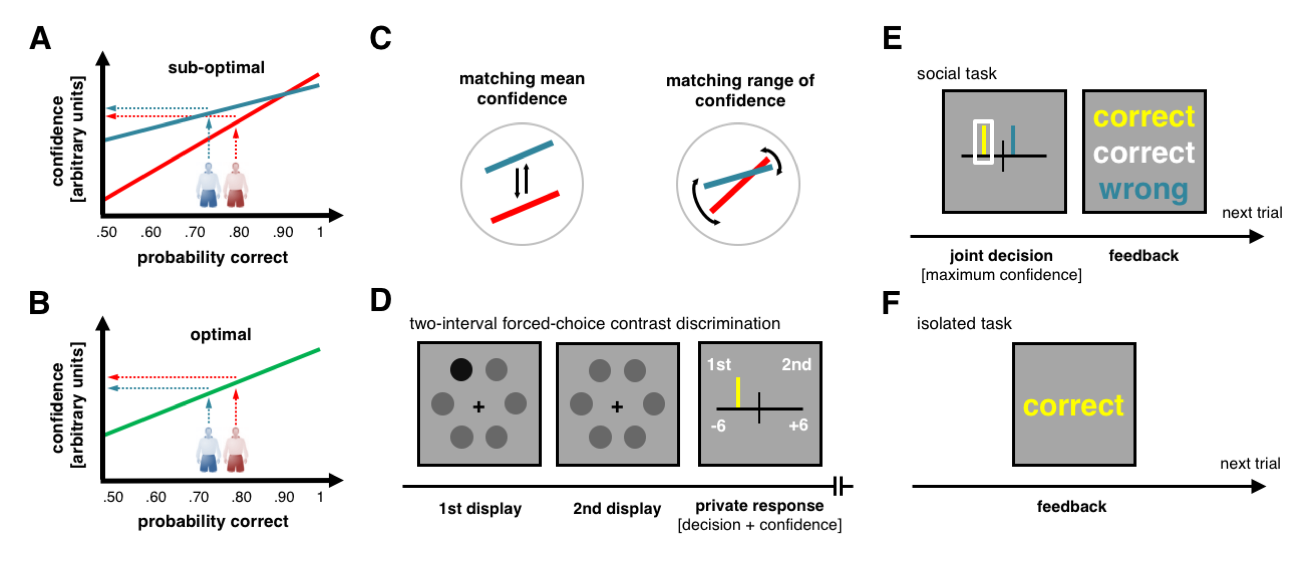 A
sub-optimal
confidence
[arbitrary units]
.50 .60 .70 .80 .90 1
probability correct
B
optimal
confidence
[arbitrary units]
.50 .60 .70 .80 .90 1
probability correct
C
matching mean
confidence
matching range of
confidence
D
two-interval forced-choice contrast discrimination
+
+
1st 2nd
-6 +6
1st display
2nd display
private response
[decision + confidence]
E
social task
correct
correct
wrong
next trial
joint decision
[maximum confidence]
feedback
F
isolated task
correct
next trial
feedback